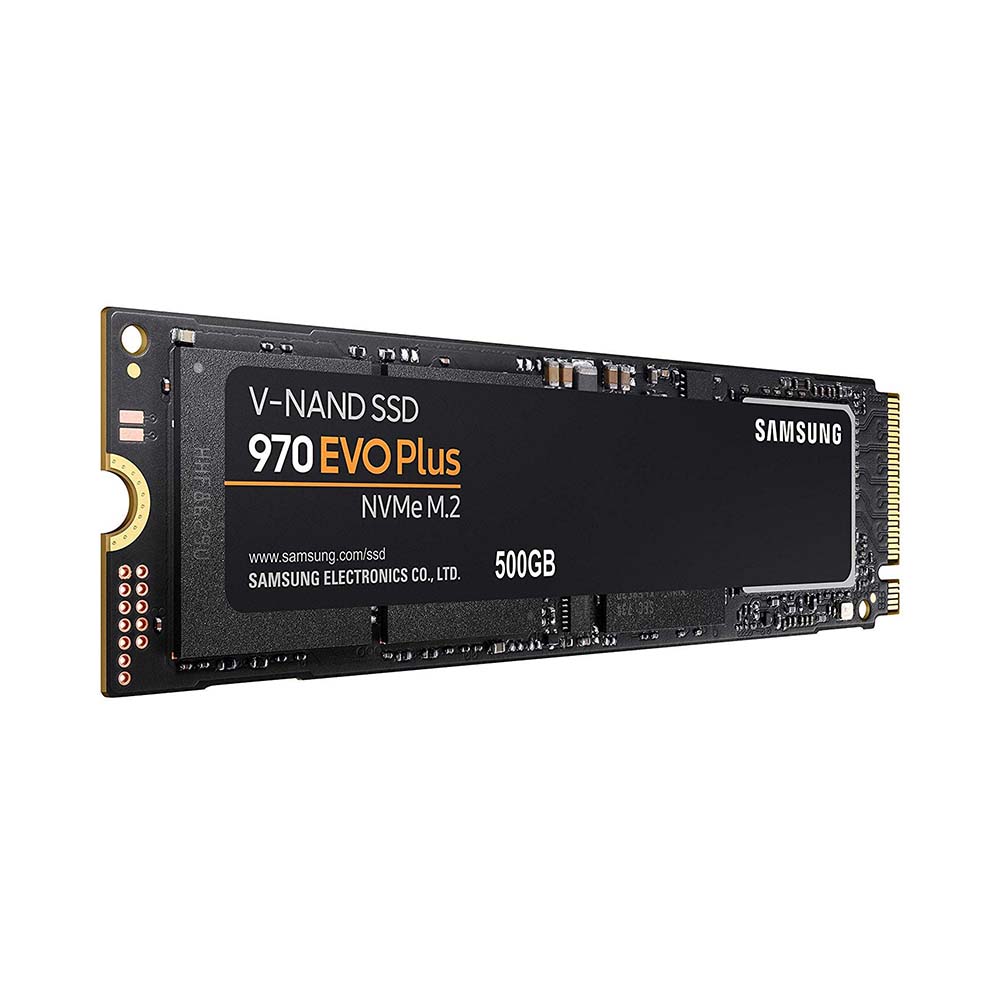 V-NAND SSD
970 EVO Plus
NVMe M.2
www.samsung.com/ssd
SAMSUNG ELECTRONICS CO., LTD.
500GB
SAMSUNG